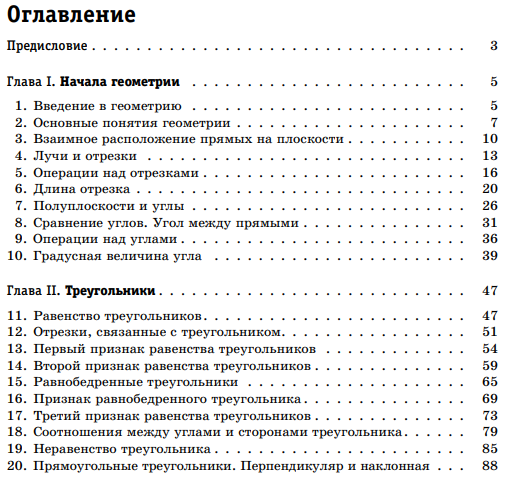 Оглавление
Предисловие . . . . . . . . . . . . . . . . . . . . . . . . . . . 3
Глава I. Начала геометрии . . . . . . . . . . . . . . . . . . . . 5
1. Введение в геометрию . . . . . . . . . . . . . . . . . . . . 5
2. Основные понятия геометрии . . . . . . . . . . . . . . . . . 7
3. Взаимное расположение прямых на плоскости . . . . . . . . . 10
4. Лучи и отрезки . . . . . . . . . . . . . . . . . . . . . . . 13
5. Операции над отрезками . . . . . . . . . . . . . . . . . . . 16
6. Длина отрезка . . . . . . . . . . . . . . . . . . . . . . . . 20
7. Полуплоскости и углы . . . . . . . . . . . . . . . . . . . . 26
8. Сравнение углов. Угол между прямыми . . . . . . . . . . . . 31
9. Операции над углами . . . . . . . . . . . . . . . . . . . . . 36
10. Градусная величина угла . . . . . . . . . . . . . . . . . . 39
Глава II. Треугольники . . . . . . . . . . . . . . . . . . . . . 47
11. Равенство треугольников . . . . . . . . . . . . . . . . . . 47
12. Отрезки, связанные с треугольником . . . . . . . . . . . . . 51
13. Первый признак равенства треугольников . . . . . . . . . . 54
14. Второй признак равенства треугольников . . . . . . . . . . . 59
15. Равнобедренные треугольники . . . . . . . . . . . . . . . . 65
16. Признак равнобедренного треугольника . . . . . . . . . . . . 69
17. Третий признак равенства треугольников . . . . . . . . . . . 73
18. Соотношения между углами и сторонами треугольника . . . . . 79
19. Неравенство треугольника . . . . . . . . . . . . . . . . . . 85
20. Прямоугольные треугольники. Перпендикуляр и наклонная . . . 88